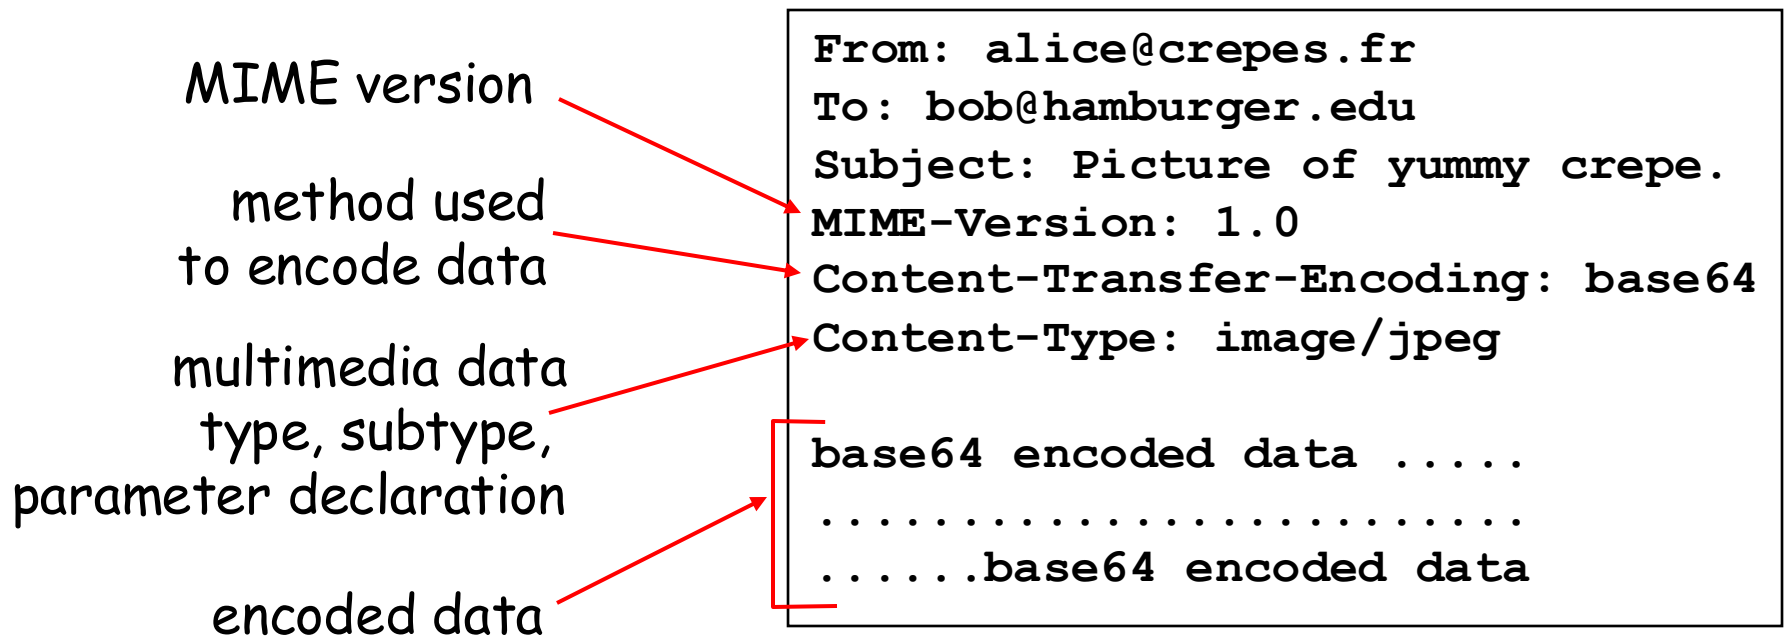 MIME version
method used
to encode data
multimedia data
type, subtype,
parameter declaration
encoded data
From: alice@crepes.fr
To: bob@hamburger.edu
Subject: Picture of yummy crepe.
MIME-Version: 1.0
Content-Transfer-Encoding: base64
Content-Type: image/jpeg
base64 encoded data .....
.........................
......base64 encoded data